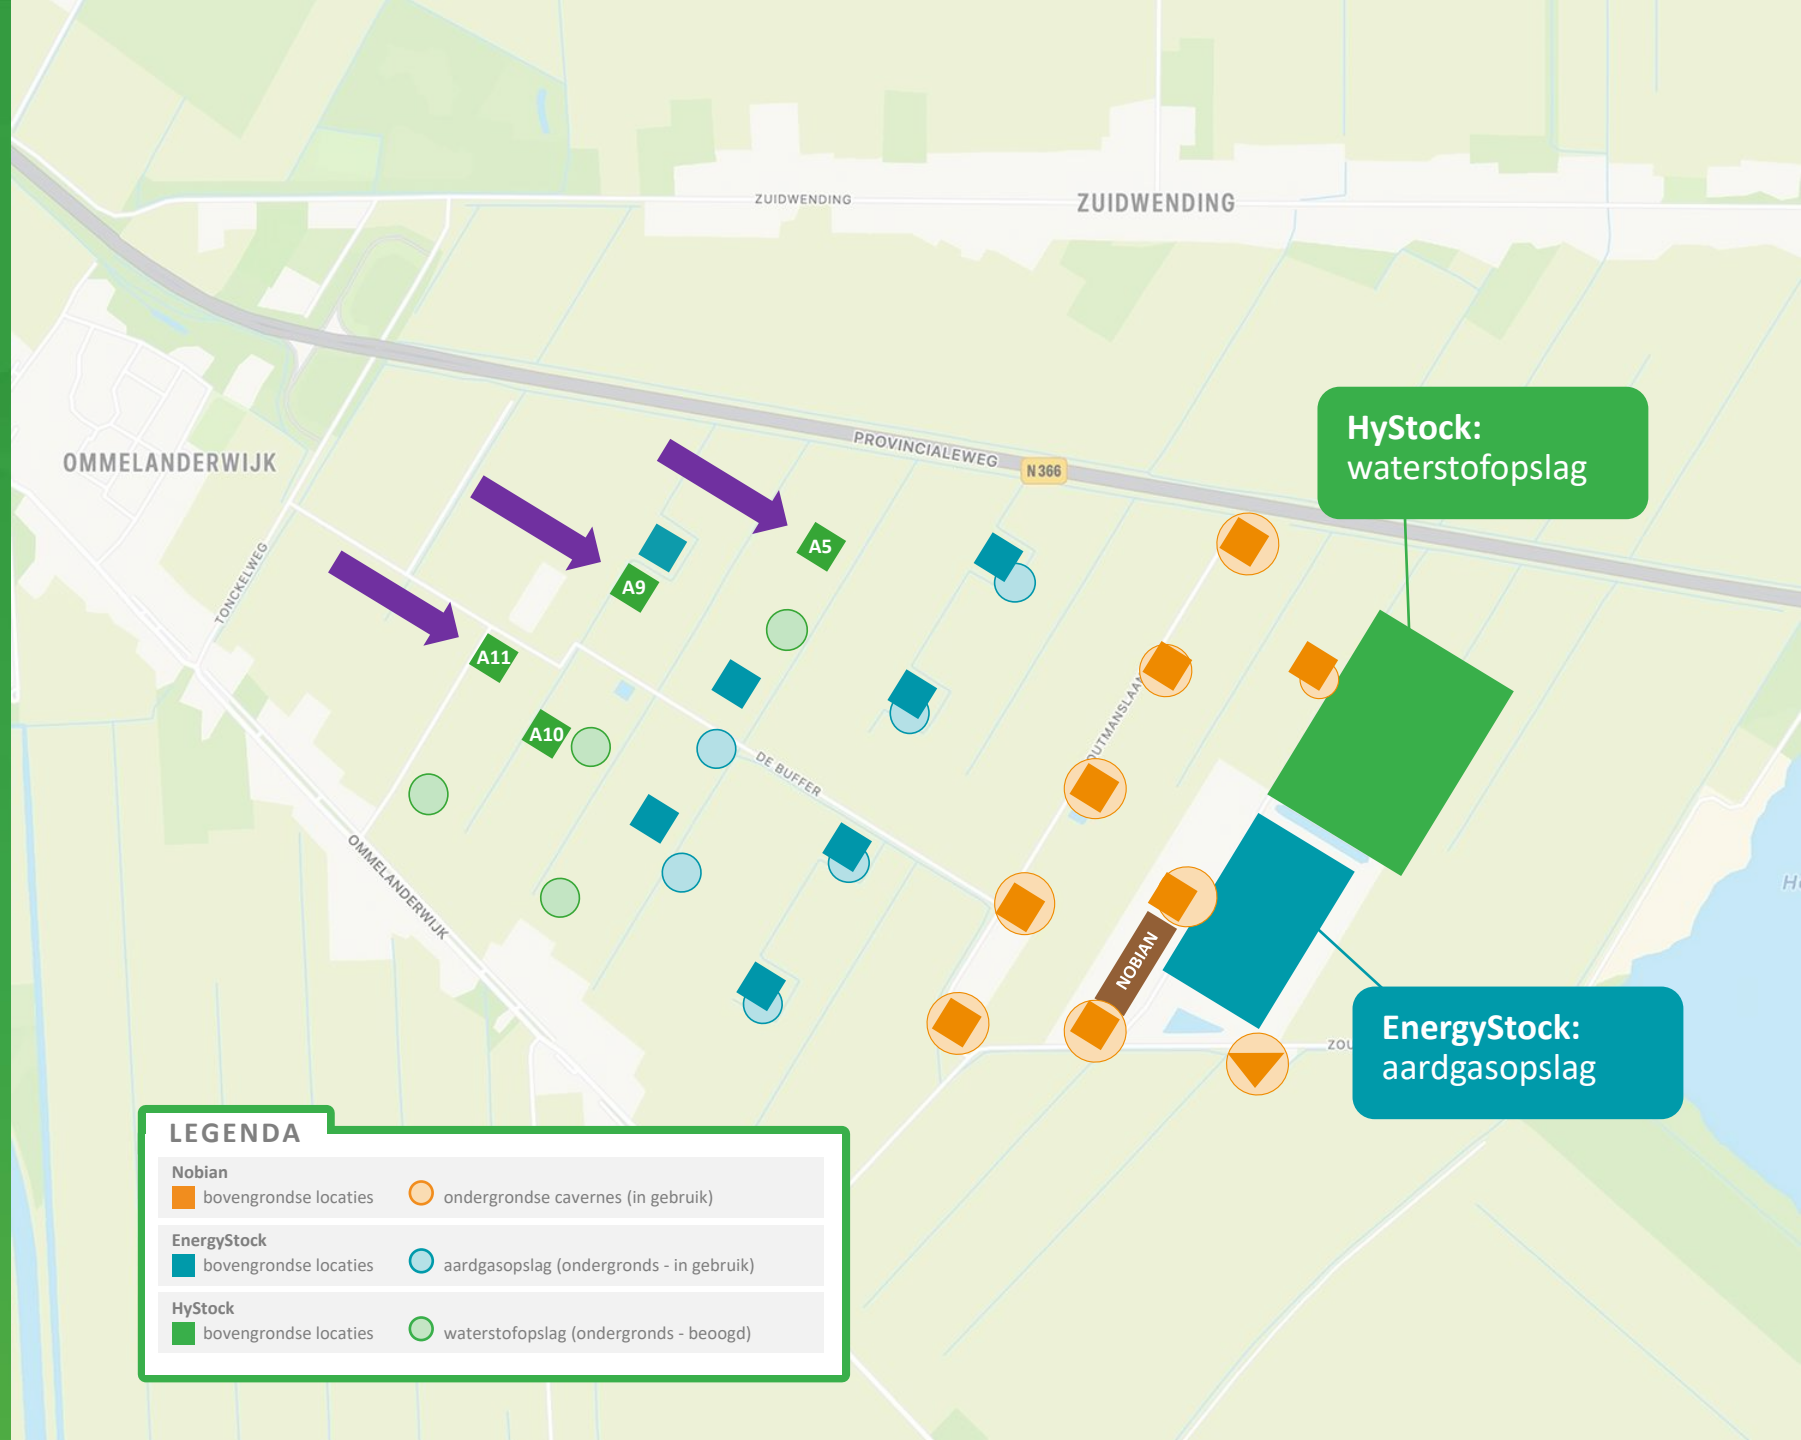 ZUIDWENDING
ZUIDWENDING
OMMELANDERWIJK
PROVINCIALEWEG
N 366
HyStock:
waterstofopslag
TONCKELWEG
A5
A9
A11
A10
DE BUFFER
OMMELANDERWIJK
NOBIAN
EnergyStock:
aardgasopslag
LEGENDA
Nobian
bovengrondse locaties
ondergrondse cavernes (in gebruik)
EnergyStock
bovengrondse locaties
aardgasopslag (ondergronds - in gebruik)
HyStock
bovengrondse locaties
waterstofopslag (ondergronds - beoogd)